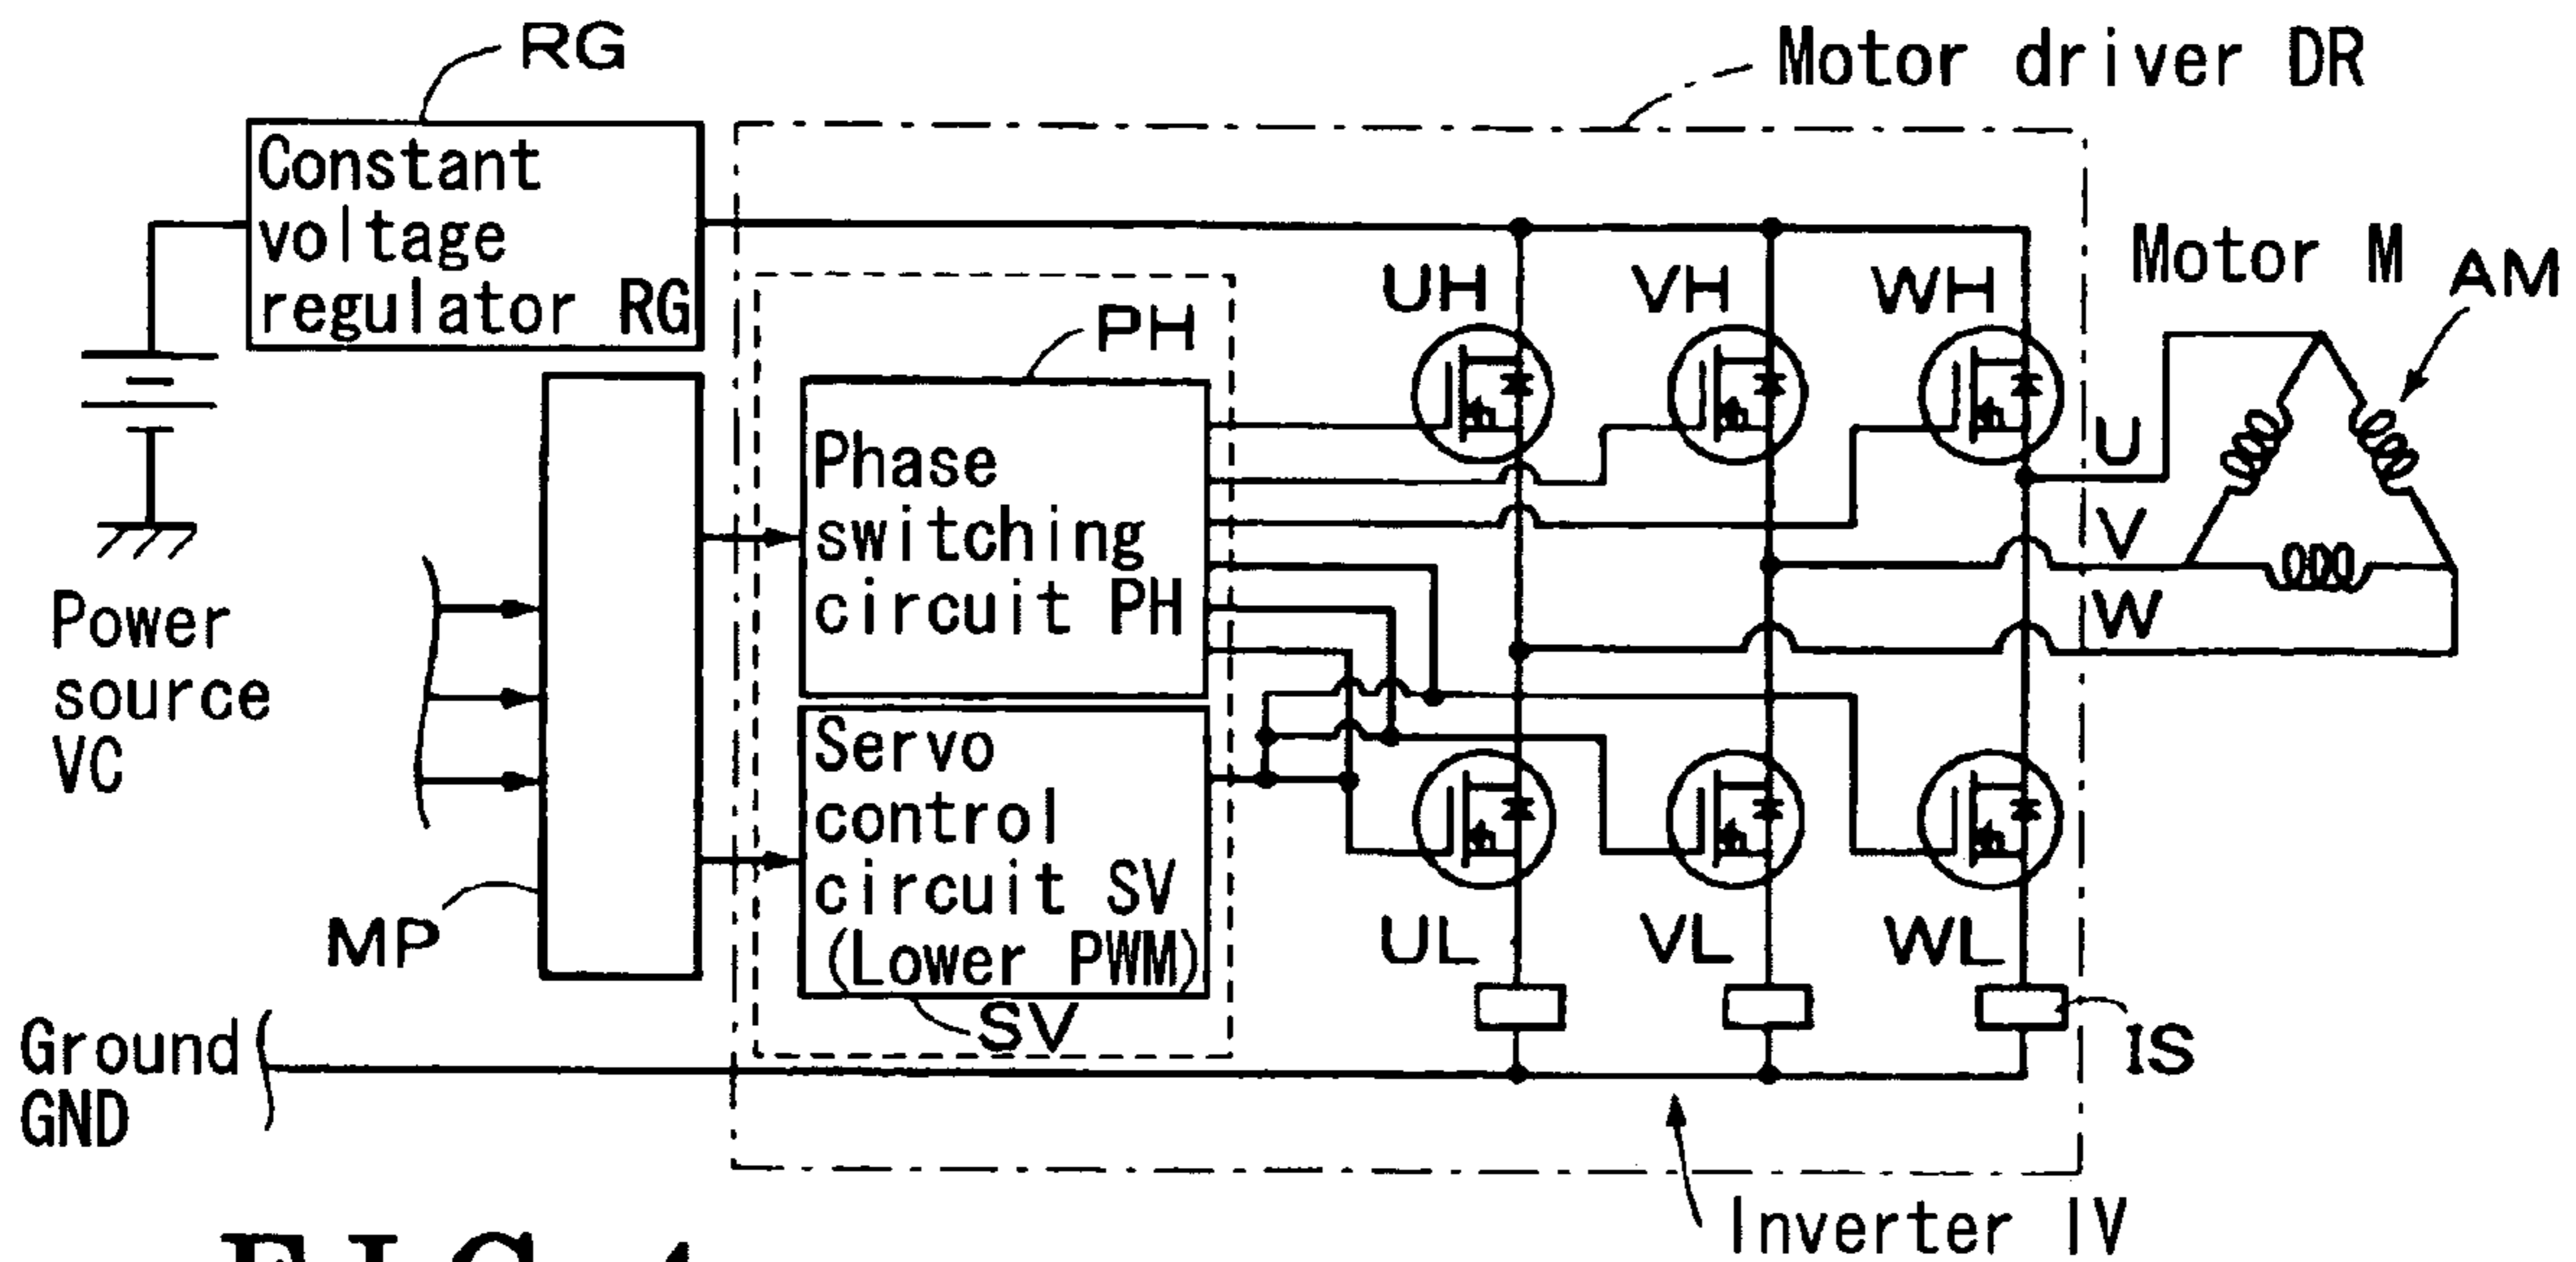 RG
Motor driver DR
Constant
voltage
regulator RG
Motor M
AM
UH
VH
WH
PH
Phase
switching
circuit PH
U
V
W
Power
source
VC
Servo
control
circuit SV
(Lower PWM)
MP
UL
VL
WL
SV
IS
Ground
GND
Inverter IV